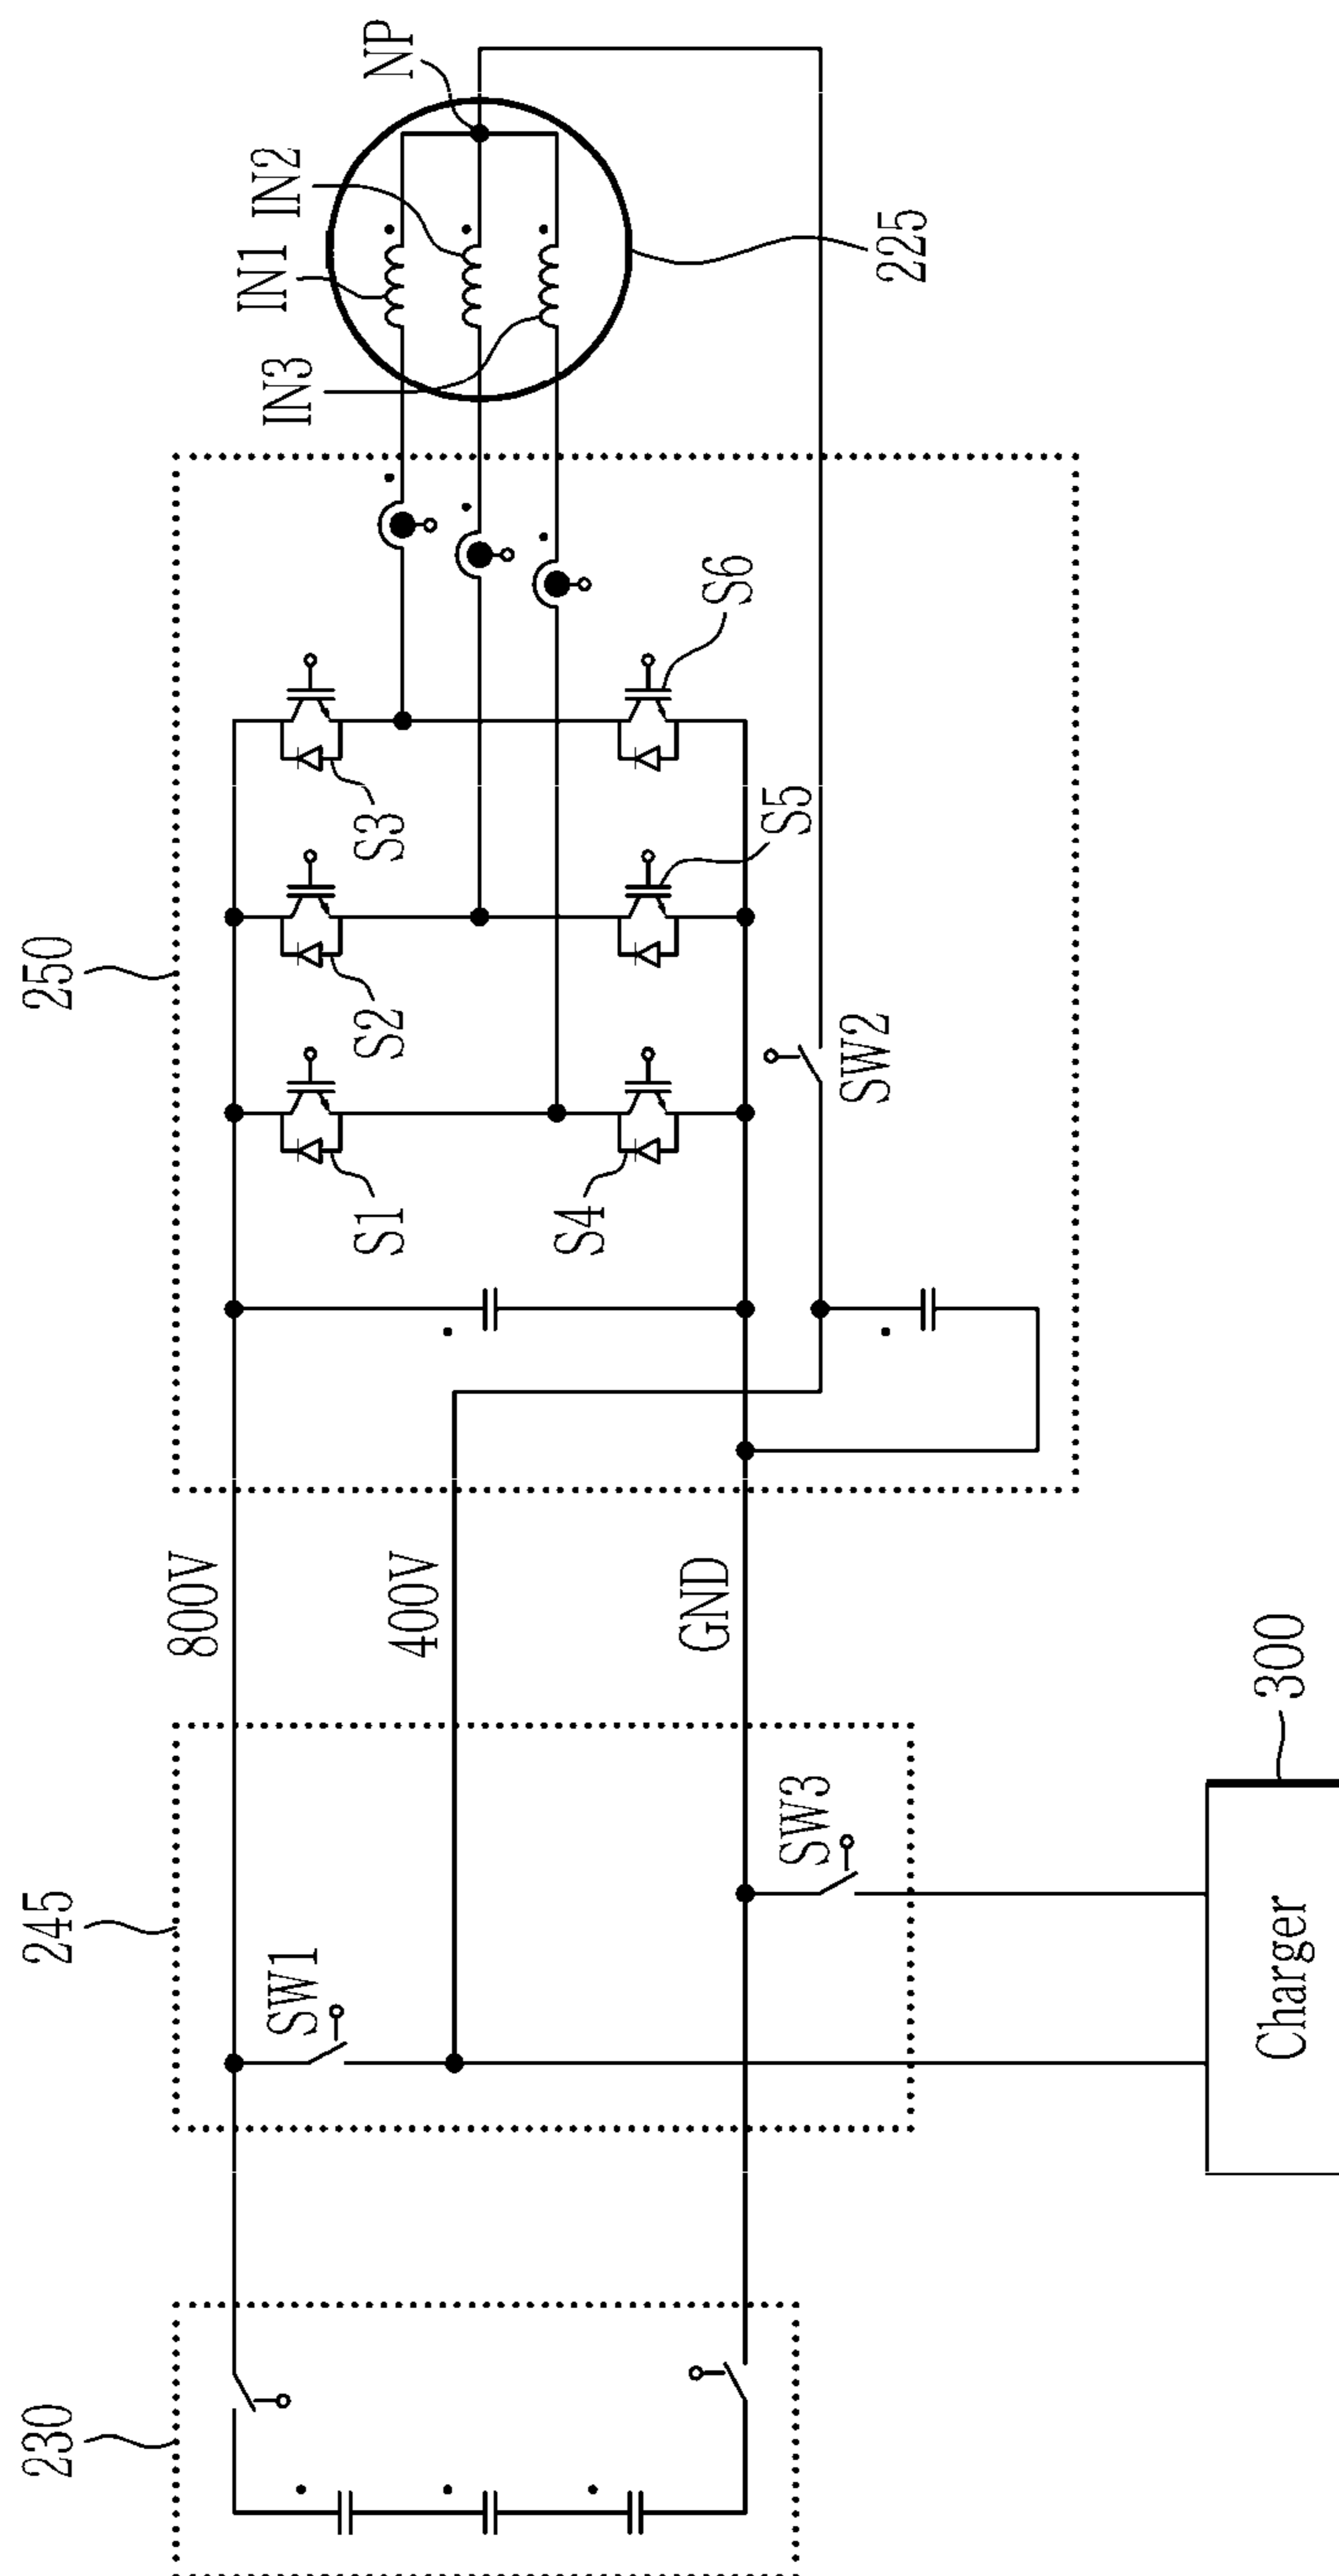 230
245
250
800V
400V
GND
SW1
SW3
Charger
300
S1
S2
S3
S4
S5
S6
SW2
IN3
IN1
IN2
NP
225